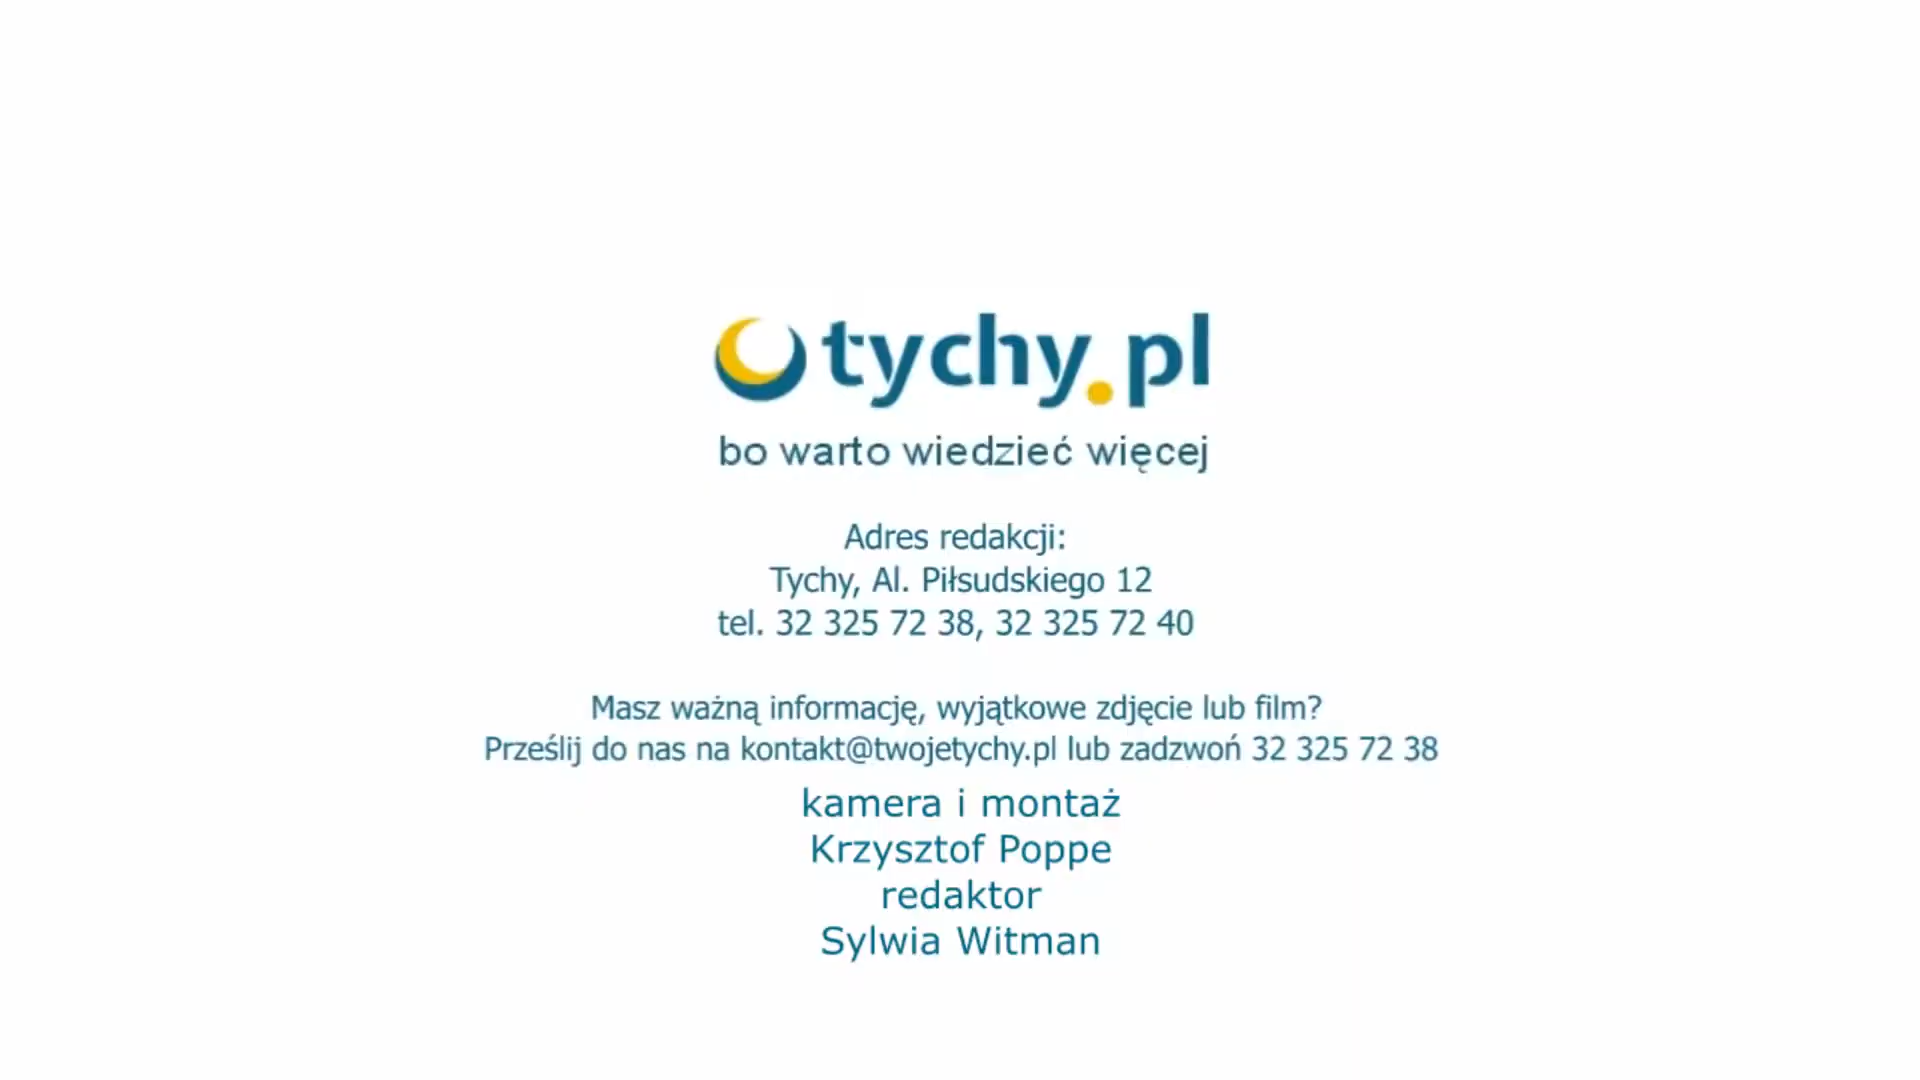 tychy.pl
bo warto wiedzieć więcej
Adres redakcji:
Tychy, Al. Piłsudskiego 12
tel. 32 325 72 38, 32 325 72 40
Masz ważną informację, wyjątkowe zdjęcie lub film?
Prześlij do nas na kontakt@twojetychy.pl lub zadzwoń 32 325 72 38
kamera i montaż
Krzysztof Poppe
redaktor
Sylwia Witman